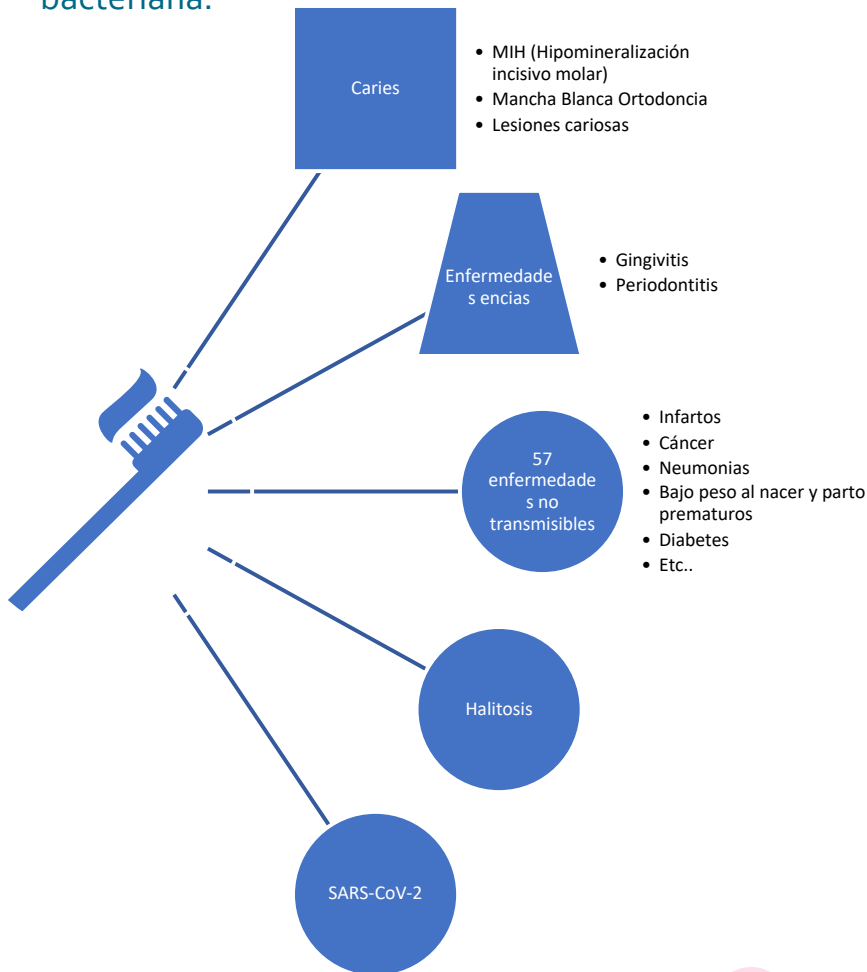 bacteriana.
Caries
• MIH (Hipomineralización
incisivo molar)
• Mancha Blanca Ortodoncia
• Lesiones cariosas
Enfermedade
s encias
• Gingivitis
• Periodontitis
57
enfermedade
s no
transmisibles
• Infartos
• Cáncer
• Neumonias
• Bajo peso al nacer y parto
prematuros
• Diabetes
• Etc..
Halitosis
SARS-CoV-2